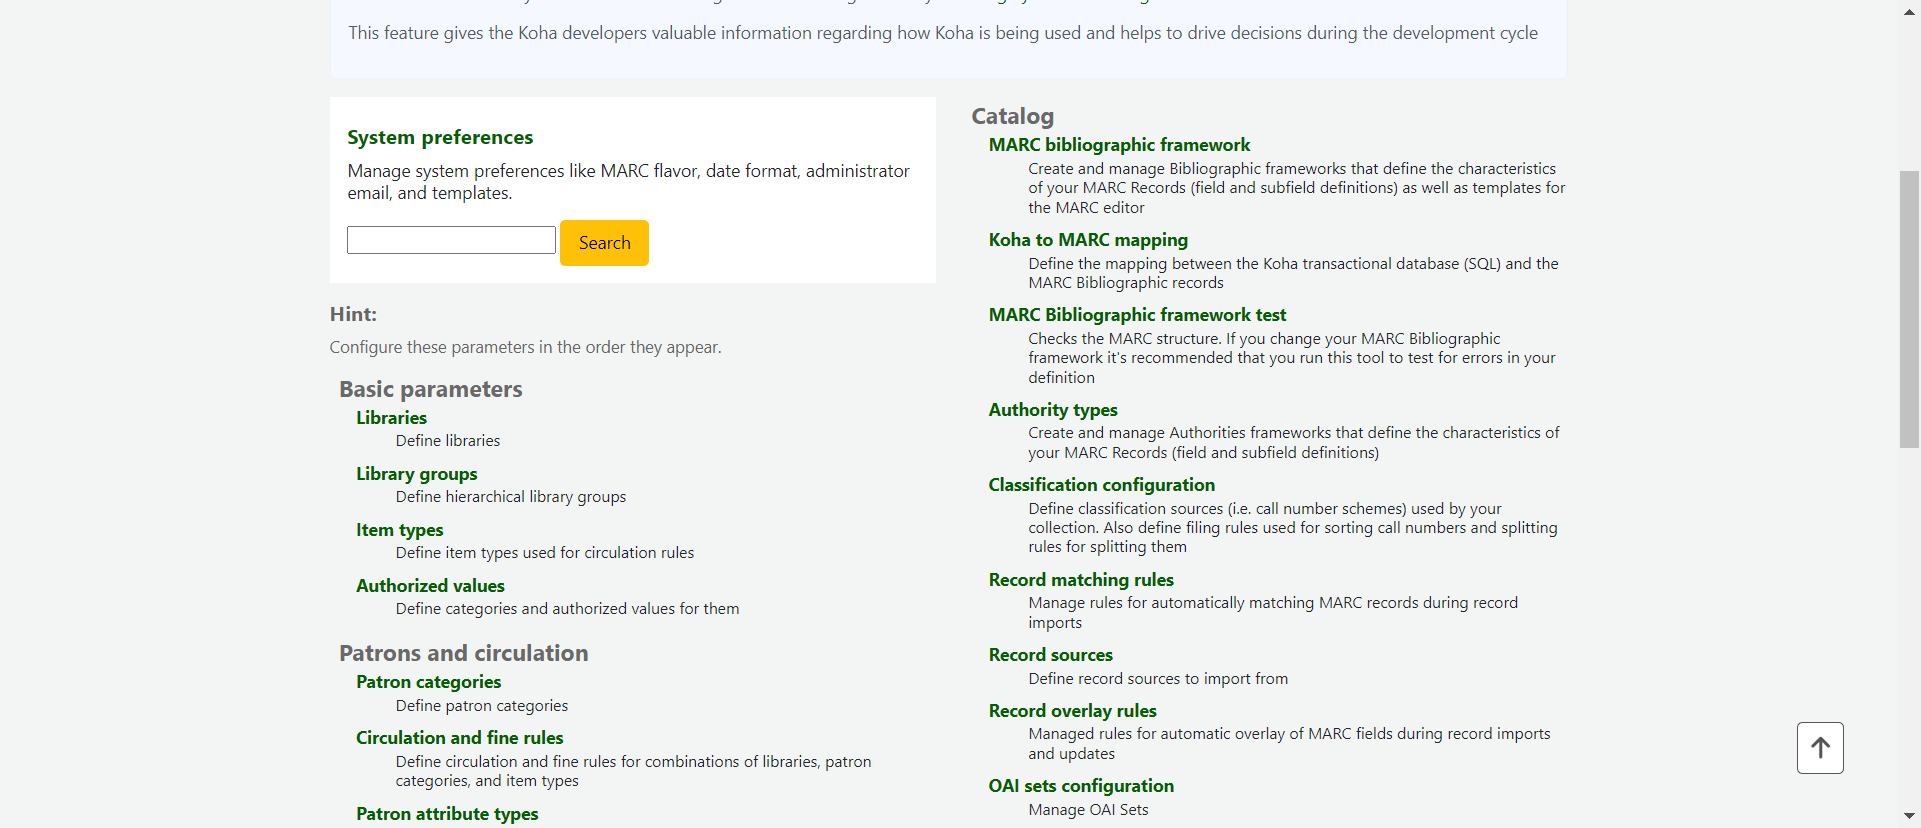 This feature gives the Koha developers valuable information regarding how Koha is being used and helps to drive decisions during the development cycle
System preferences
Manage system preferences like MARC flavor, date format, administrator
email, and templates.
Search
Hint:
Configure these parameters in the order they appear.
Basic parameters
Libraries
Define libraries
Library groups
Define hierarchical library groups
Item types
Define item types used for circulation rules
Authorized values
Define categories and authorized values for them
Patrons and circulation
Patron categories
Define patron categories
Circulation and fine rules
Define circulation and fine rules for combinations of libraries, patron
categories, and item types
Patron attribute types
Catalog
MARC bibliographic framework
Create and manage Bibliographic frameworks that define the characteristics
of your MARC Records (field and subfield definitions) as well as templates for
the MARC editor
Koha to MARC mapping
Define the mapping between the Koha transactional database (SQL) and the
MARC Bibliographic records
MARC Bibliographic framework test
Checks the MARC structure. If you change your MARC Bibliographic
framework it's recommended that you run this tool to test for errors in your
definition
Authority types
Create and manage Authorities frameworks that define the characteristics of
your MARC Records (field and subfield definitions)
Classification configuration
Define classification sources (i.e. call number schemes) used by your
collection. Also define filing rules used for sorting call numbers and splitting
rules for splitting them
Record matching rules
Manage rules for automatically matching MARC records during record
imports
Record sources
Define record sources to import from
Record overlay rules
Managed rules for automatic overlay of MARC fields during record imports
and updates
OAI sets configuration
Manage OAI Sets